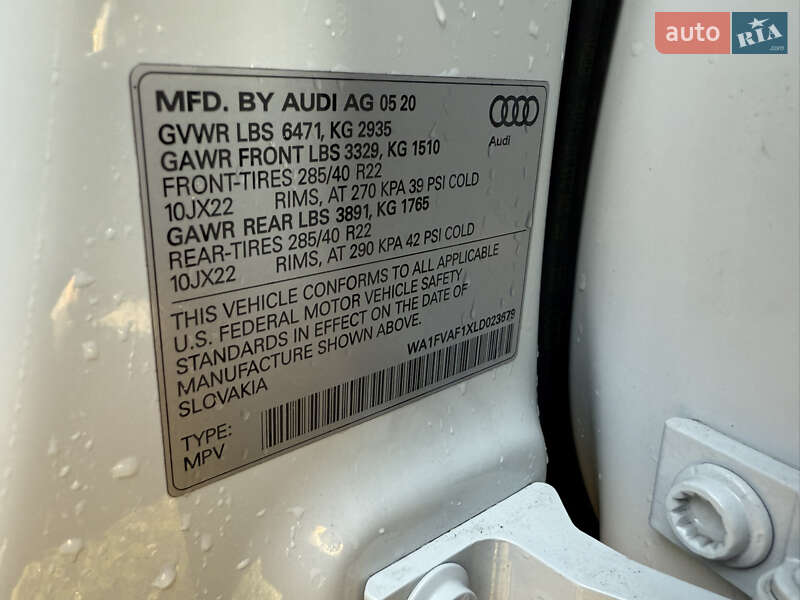 auto RIA .com
MFD. BY AUDI AG 05 20
Audi
GVWR LBS 6471, KG 2935
GAWR FRONT LBS 3329, KG 1510
FRONT-TIRES 285/40 R22
10JX22 RIMS, AT 270 KPA 39 PSI COLD
GAWR REAR LBS 3891, KG 1765
REAR-TIRES 285/40 R22
10JX22 RIMS, AT 290 KPA 42 PSI COLD
THIS VEHICLE CONFORMS TO ALL APPLICABLE
U.S. FEDERAL MOTOR VEHICLE SAFETY
STANDARDS IN EFFECT ON THE DATE OF
MANUFACTURE SHOWN ABOVE.
SLOVAKIA
WA1FVAF1XLD023679
TYPE:
MPV